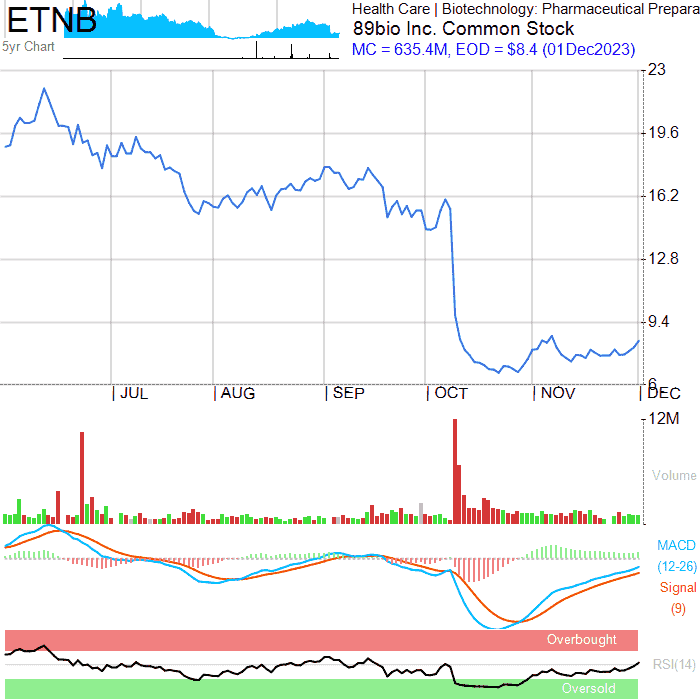 ETNB
5yr Chart
Health Care | Biotechnology: Pharmaceutical Prepara
89bio Inc. Common Stock
MC = 635.4M, EOD = $8.4 (01Dec2023)
23
19.6
16.2
12.8
9.4
6
JUL AUG SEP OCT NOV DEC
12M
Volume
MACD
(12-26)
Signal
(9)
Overbought
RSI(14)
Oversold